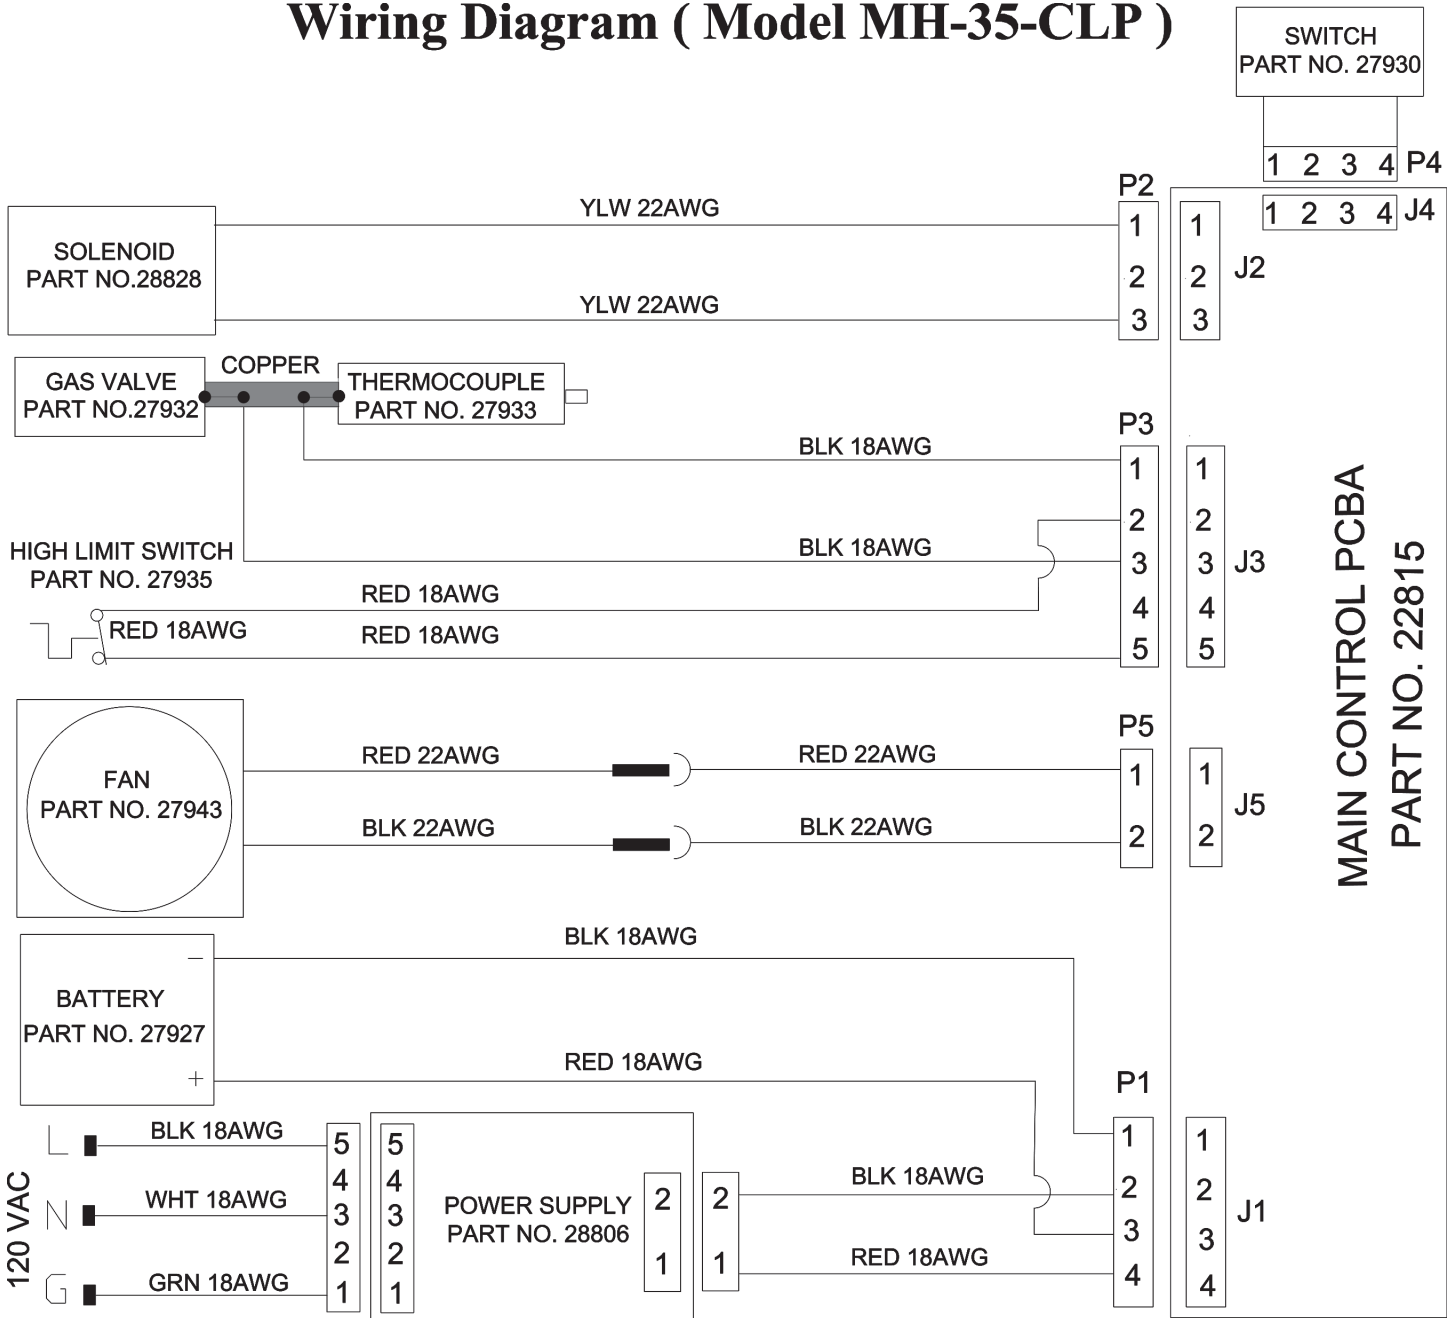 Wiring Diagram ( Model MH-35-CLP )
SWITCH
PART NO. 27930
1 2 3 4 P4
1 2 3 4 J4
SOLENOID
PART NO.28828
YLW 22AWG
YLW 22AWG
P2
1
2
3
1
2
3
J2
GAS VALVE
PART NO.27932
COPPER
THERMOCOUPLE
PART NO. 27933
BLK 18AWG
BLK 18AWG
P3
1
2
3
4
5
1
2
3
4
5
J3
HIGH LIMIT SWITCH
PART NO. 27935
RED 18AWG
RED 18AWG
RED 18AWG
MAIN CONTROL PCBA
PART NO. 22815
FAN
PART NO. 27943
RED 22AWG
RED 22AWG
BLK 22AWG
BLK 22AWG
P5
1
2
1
2
J5
BATTERY
PART NO. 27927
−
+
BLK 18AWG
RED 18AWG
P1
1
2
3
4
1
2
3
4
J1
120 VAC
L
N
G
BLK 18AWG
WHT 18AWG
GRN 18AWG
5
4
3
2
1
5
4
3
2
1
POWER SUPPLY
PART NO. 28806
2
1
2
1
BLK 18AWG
RED 18AWG